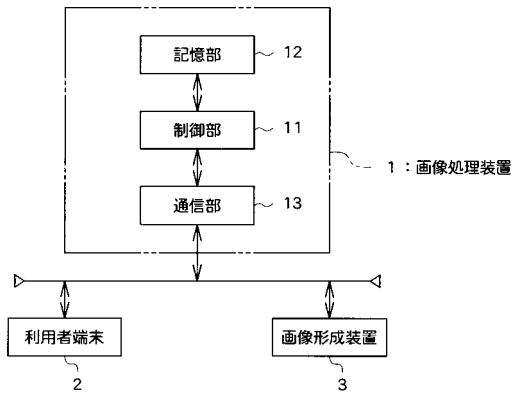 記憶部 12
制御部 11
1：画像処理装置
通信部 13
利用者端末 画像形成装置
2 3